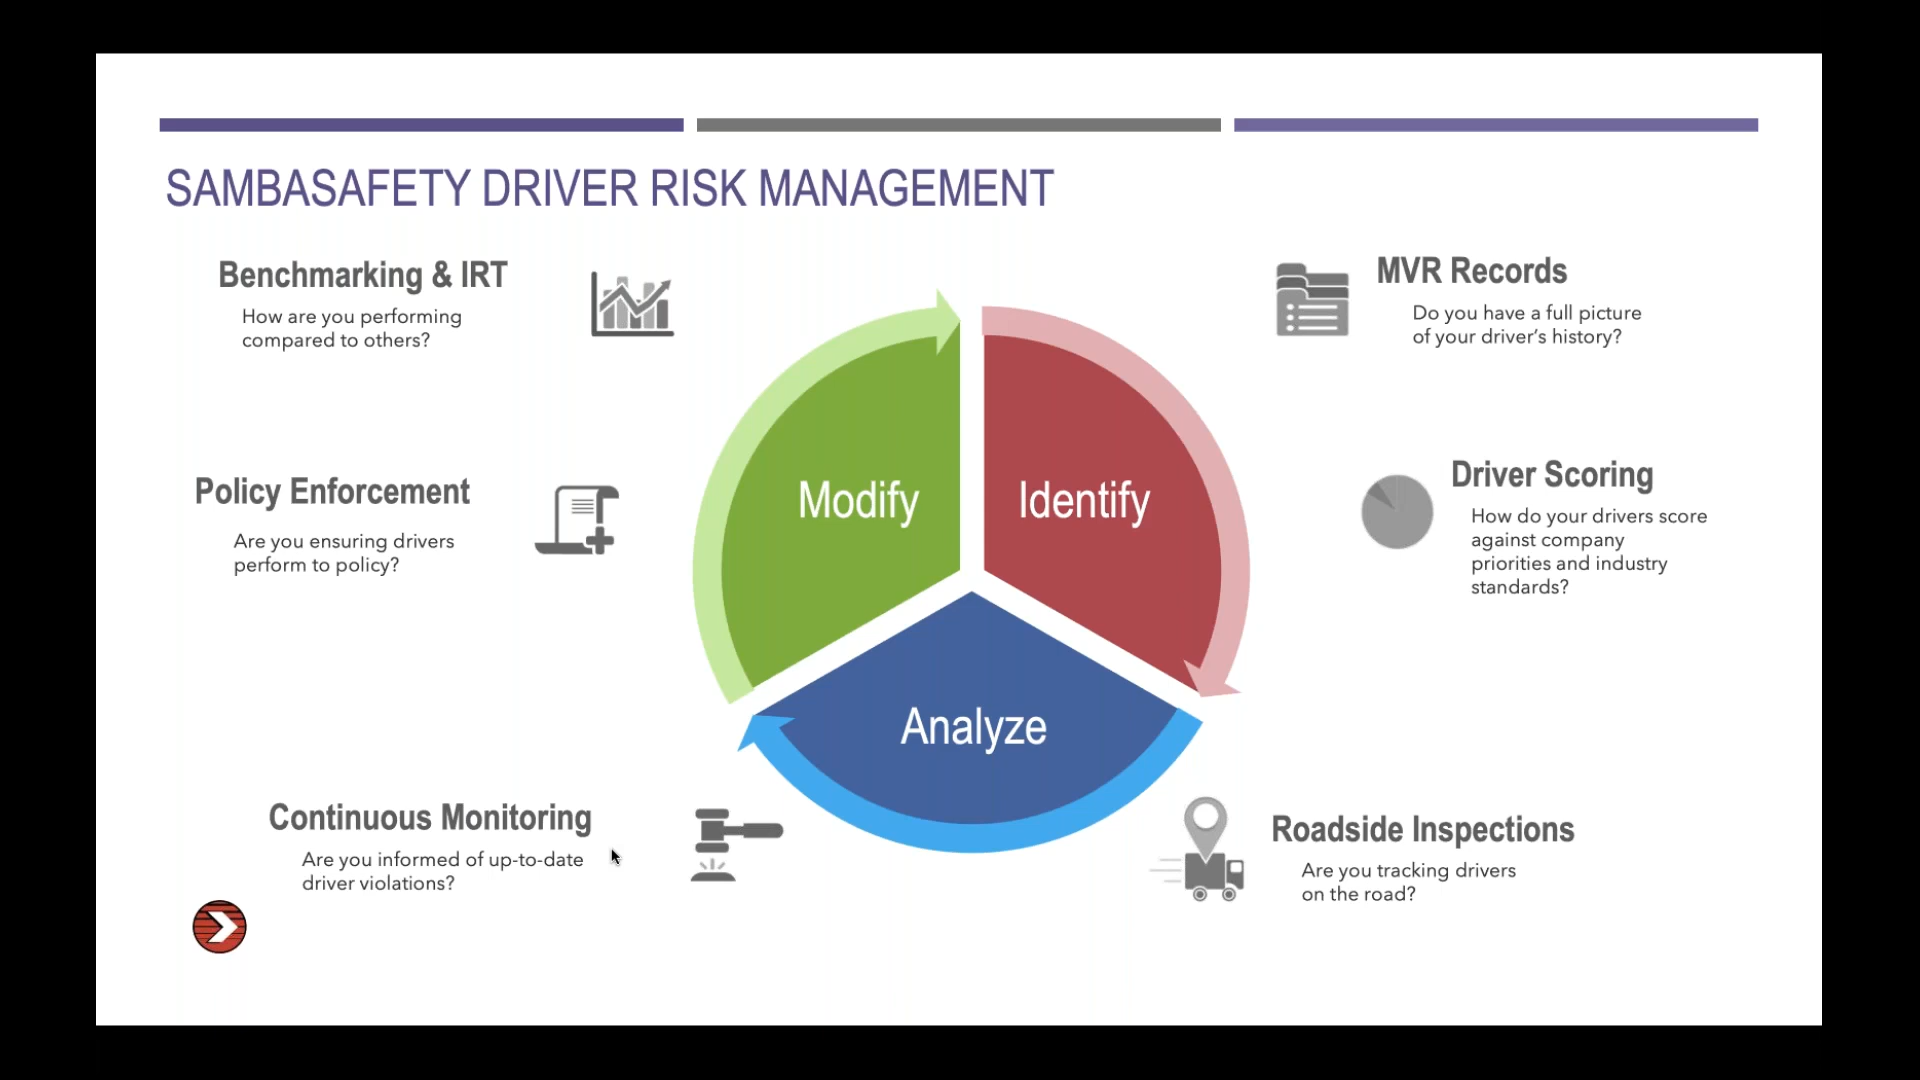 SAMBASAFETY DRIVER RISK MANAGEMENT
Benchmarking & IRT
How are you performing
compared to others?
Policy Enforcement
Are you ensuring drivers
perform to policy?
Continuous Monitoring
Are you informed of up-to-date
driver violations?
Modify
Identify
Analyze
MVR Records
Do you have a full picture
of your driver’s history?
Driver Scoring
How do your drivers score
against company
priorities and industry
standards?
Roadside Inspections
Are you tracking drivers
on the road?